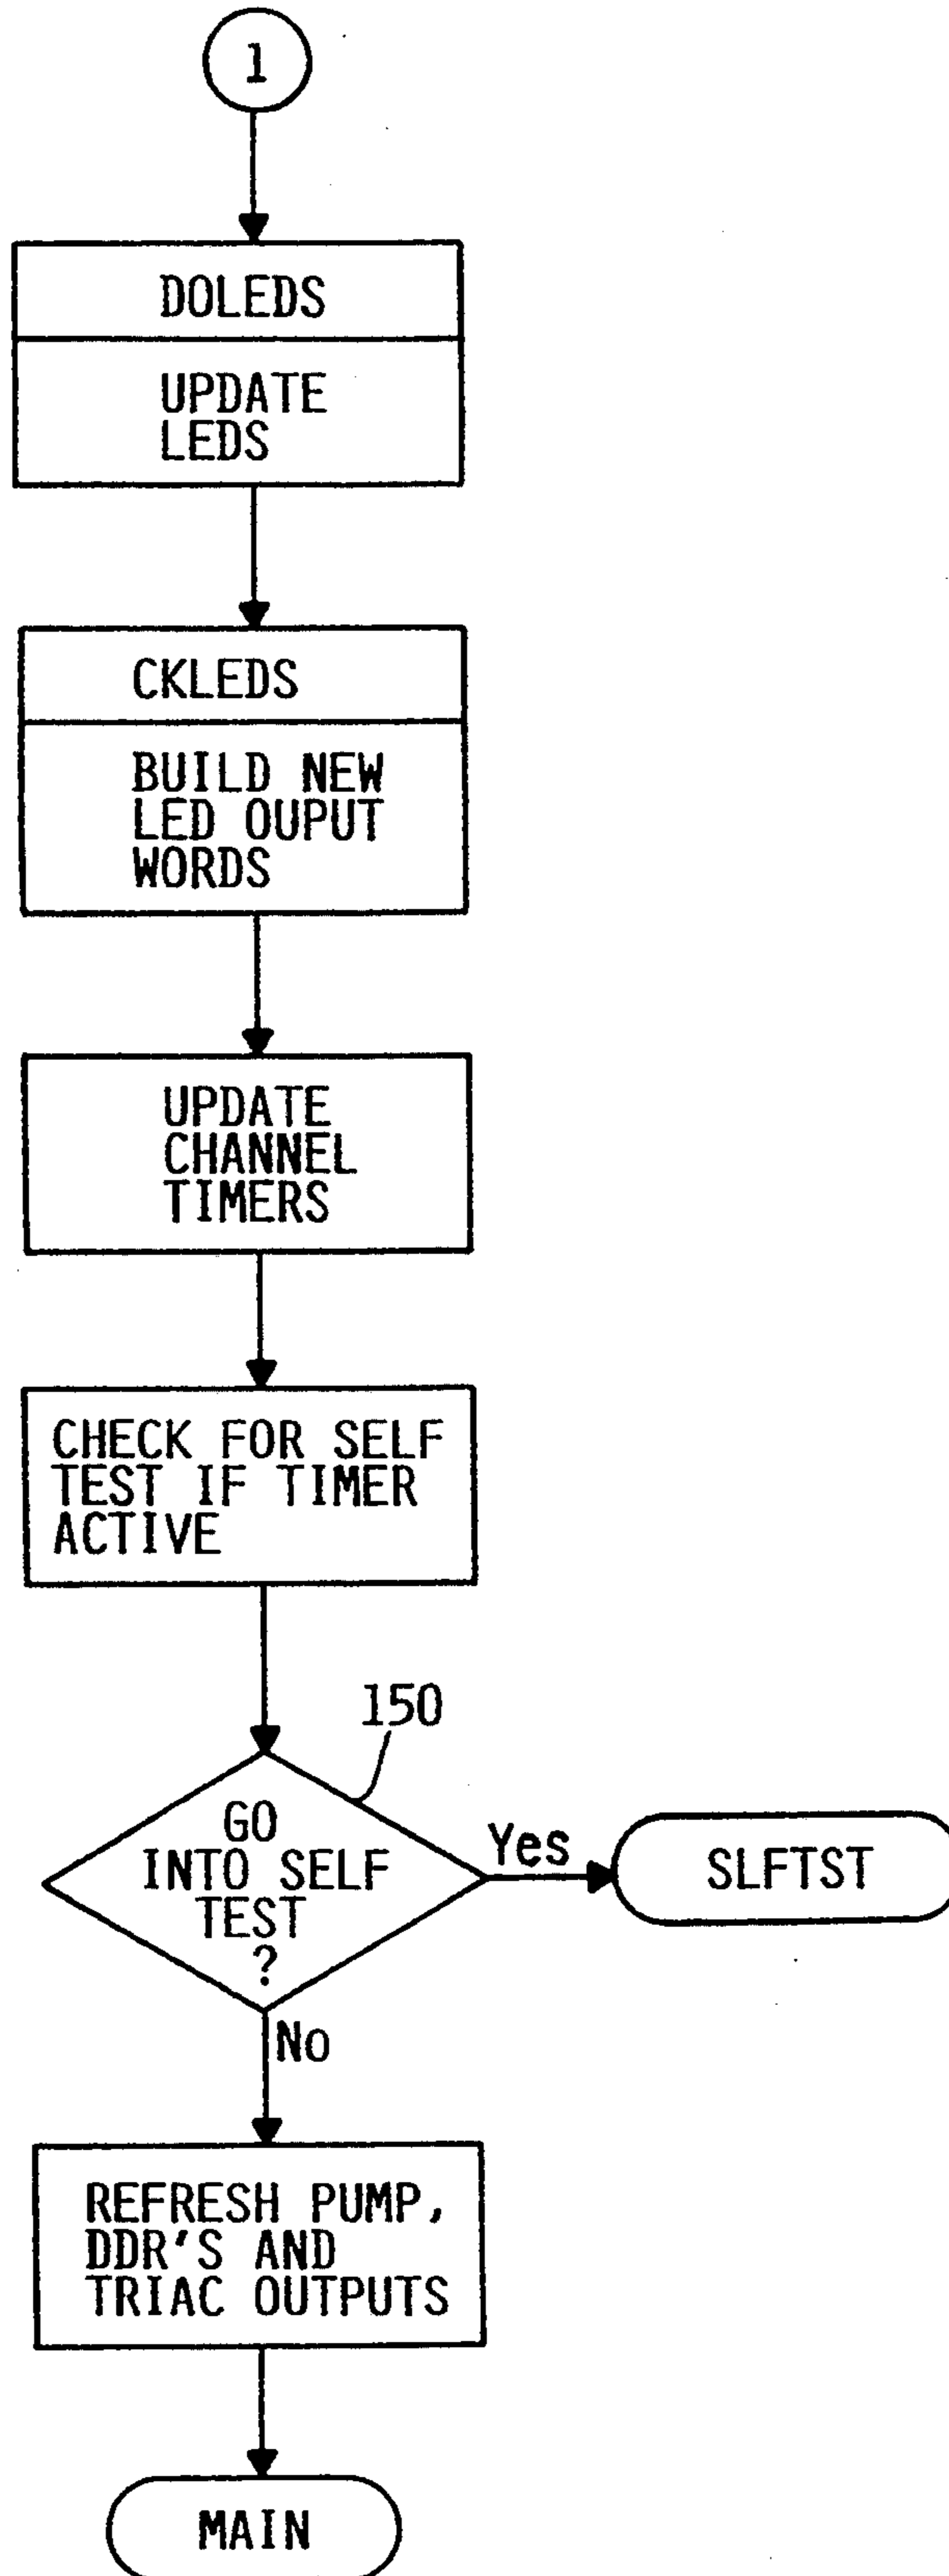 1
DOLEDS
UPDATE
LEDS
CKLEDS
BUILD NEW
LED OUPUT
WORDS
UPDATE
CHANNEL
TIMERS
CHECK FOR SELF
TEST IF TIMER
ACTIVE
150
GO
INTO SELF
TEST
?
Yes
SLFTST
No
REFRESH PUMP,
DDR'S AND
TRIAC OUTPUTS
MAIN